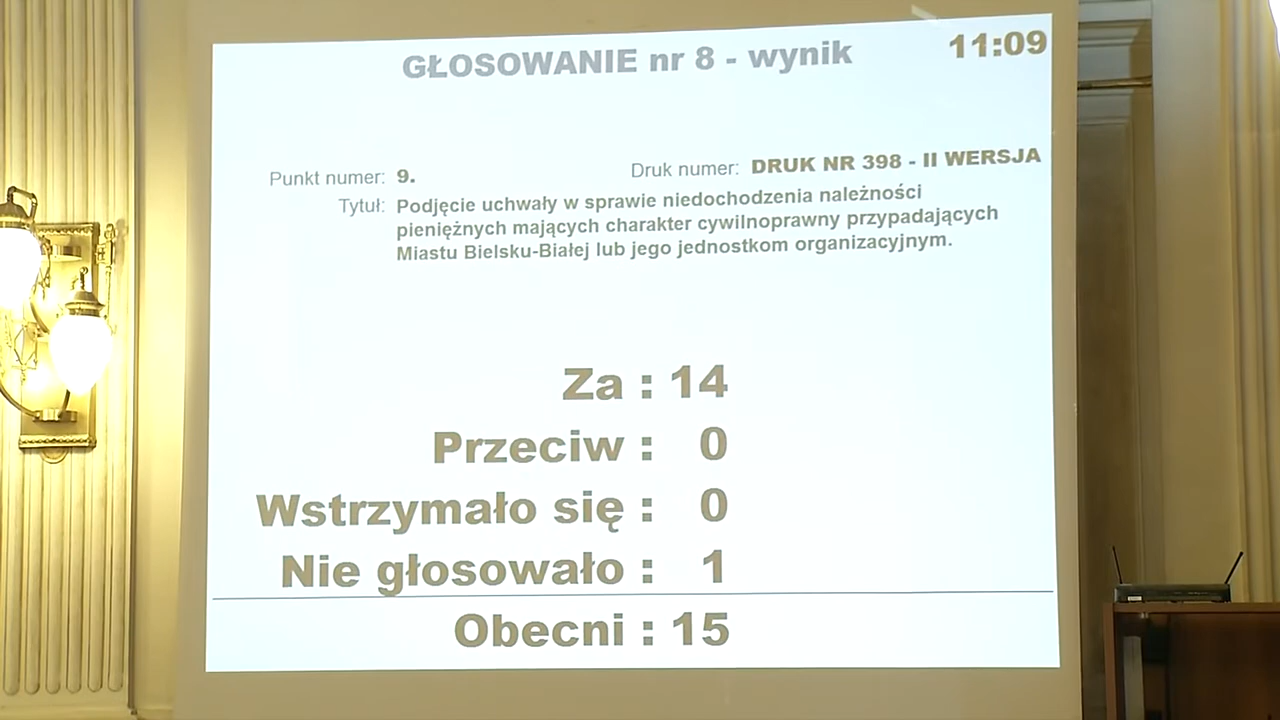 GŁOSOWANIE nr 8 - wynik 11:09
Punkt numer: 9. Druk numer: DRUK NR 398 - II WERSJA
Tytuł: Podjęcie uchwały w sprawie niedochodzenia należności
pieniężnych mających charakter cywilnoprawny przypadających
Miastu Bielsku-Białej lub jego jednostkom organizacyjnym.
Za : 14
Przeciw : 0
Wstrzymało się : 0
Nie głosowało : 1
Obecni : 15